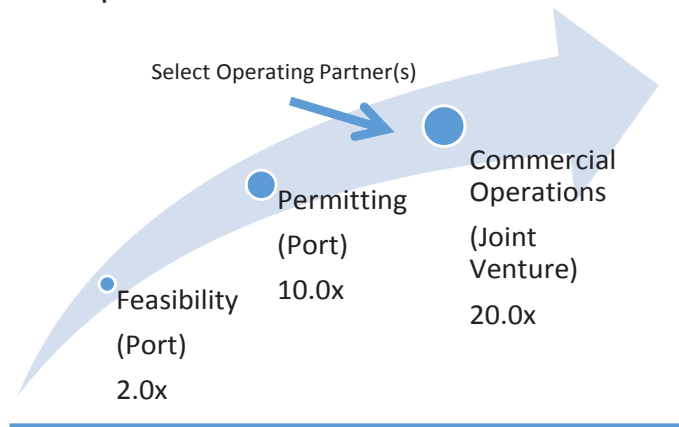 Select Operating Partner(s)
Commercial
Operations
(Joint
Venture)
20.0x
Permitting
(Port)
10.0x
Feasibility
(Port)
2.0x